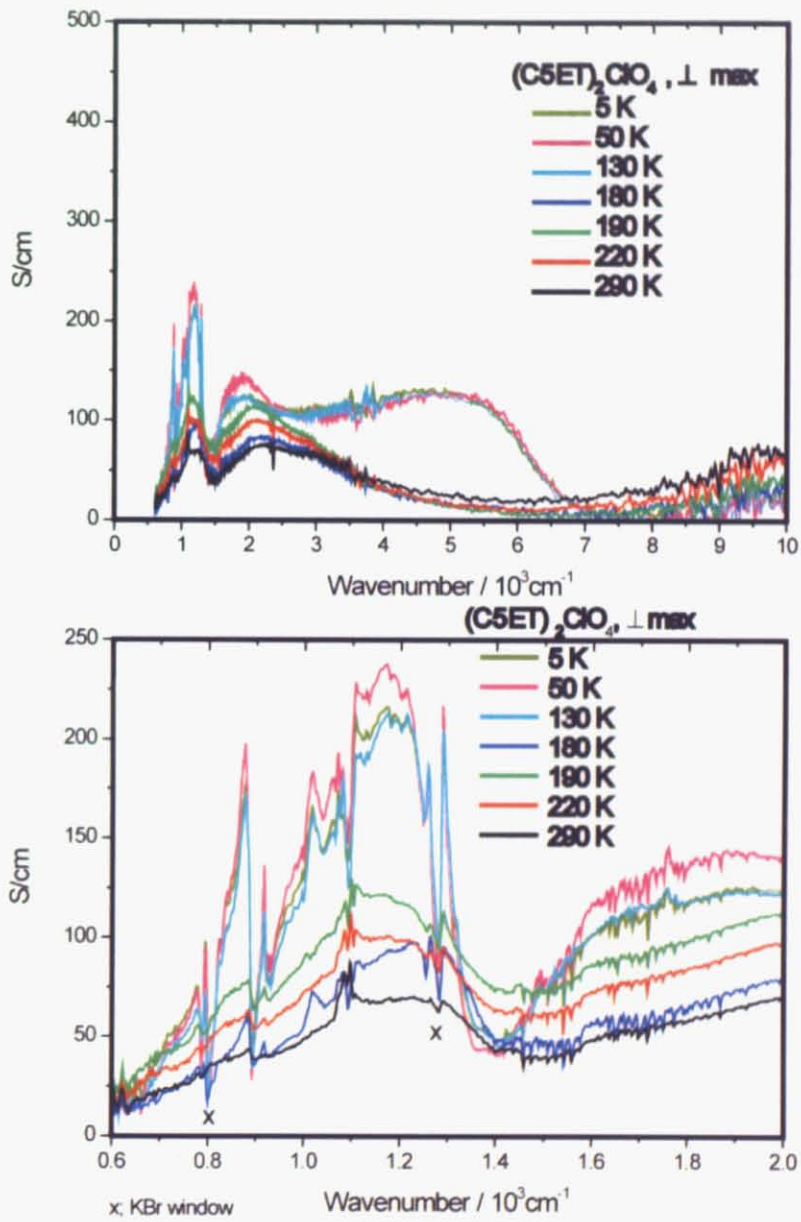 500
(C5ET)₂ClO₄ , ⊥ max
5 K
50 K
130 K
180 K
190 K
220 K
290 K
400
300
200
100
0
S/cm
0 1 2 3 4 5 6 7 8 9 10
Wavenumber / 10³cm⁻¹
(C5ET) ₂ClO₄, ⊥ max
5 K
50 K
130 K
180 K
190 K
220 K
290 K
250
200
150
100
50
0
S/cm
x
x
0.6 0.8 1.0 1.2 1.4 1.6 1.8 2.0
x; KBr window
Wavenumber / 10³cm⁻¹